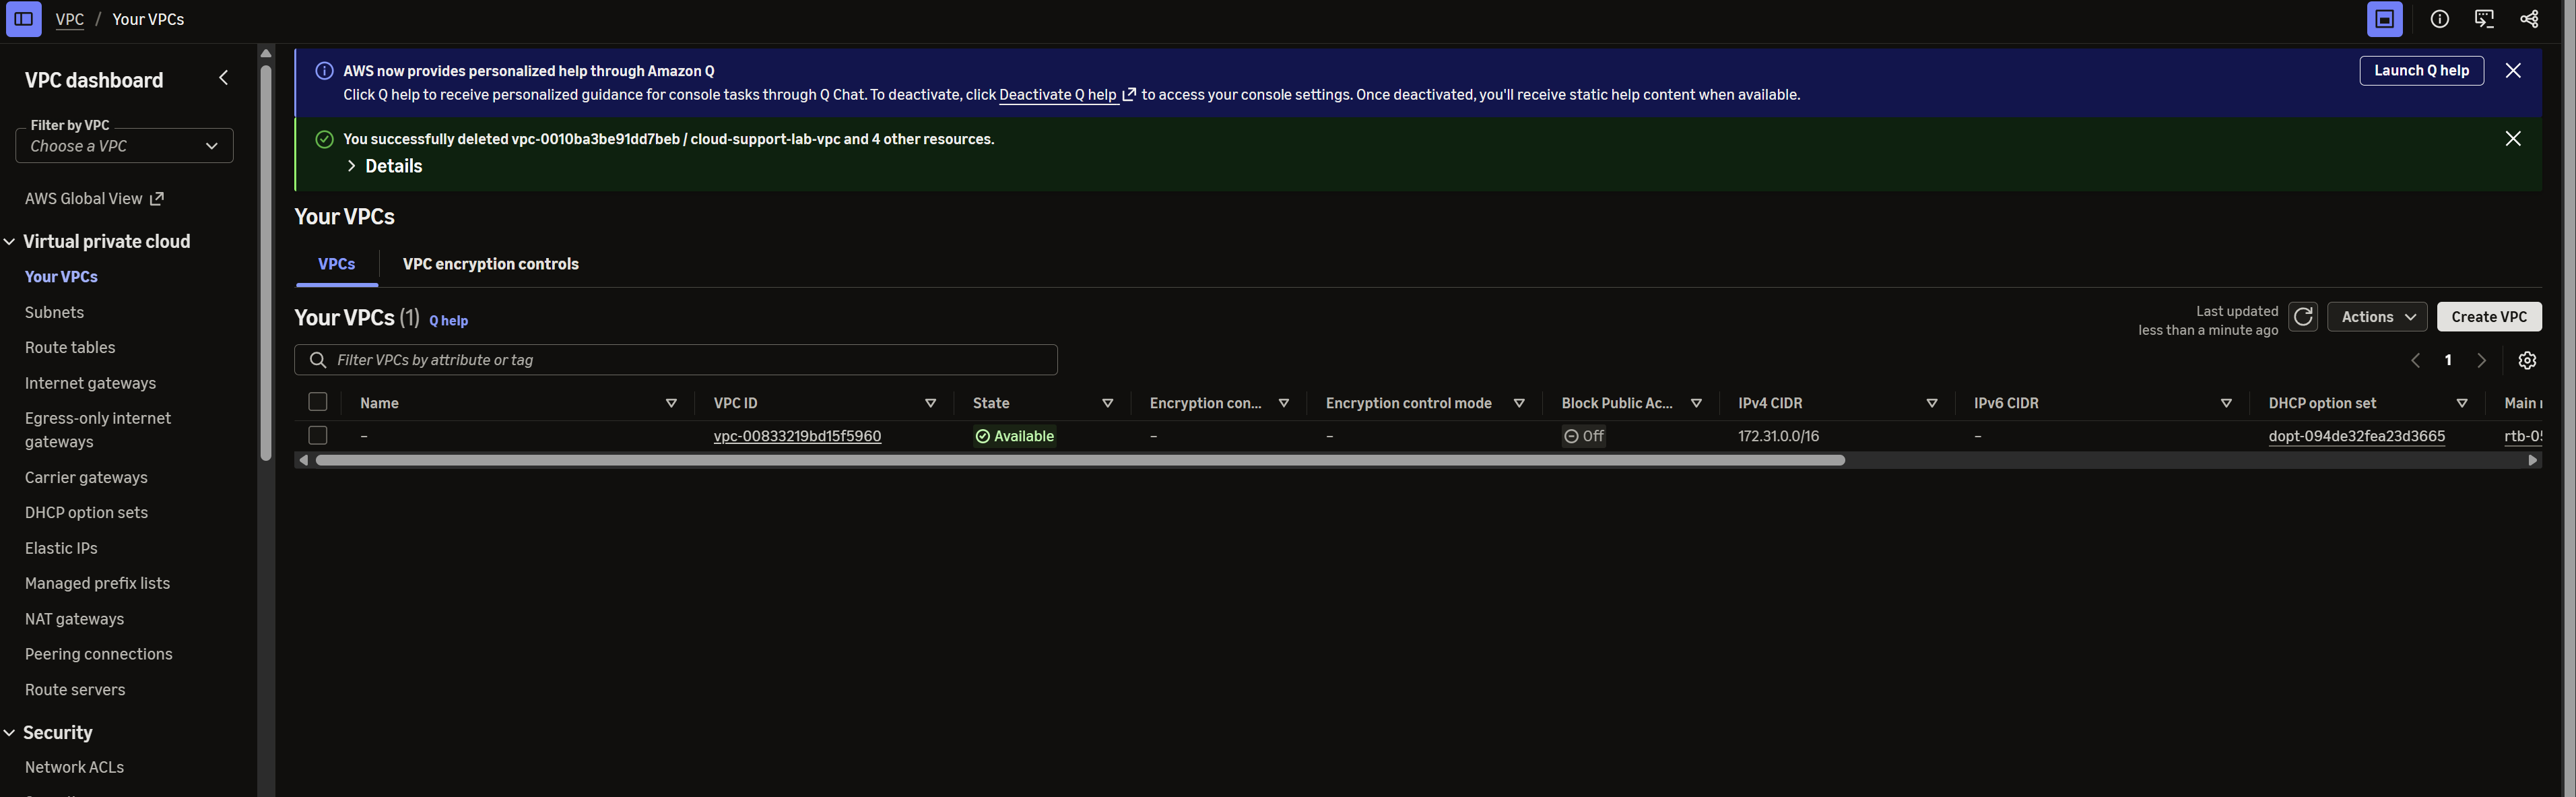 VPC / Your VPCs
VPC dashboard
Filter by VPC
Choose a VPC
AWS Global View
Virtual private cloud
Your VPCs
Subnets
Route tables
Internet gateways
Egress-only internet
gateways
Carrier gateways
DHCP option sets
Elastic IPs
Managed prefix lists
NAT gateways
Peering connections
Route servers
Security
Network ACLs
AWS now provides personalized help through Amazon Q
Click Q help to receive personalized guidance for console tasks through Q Chat. To deactivate, click Deactivate Q help to access your console settings. Once deactivated, you'll receive static help content when available.
Launch Q help
You successfully deleted vpc-0010ba3be91dd7beb / cloud-support-lab-vpc and 4 other resources.
Details
Your VPCs
VPCs VPC encryption controls
Your VPCs (1) Q help
Last updated
less than a minute ago
Actions
Create VPC
Filter VPCs by attribute or tag
1
Name VPC ID State Encryption con... Encryption control mode Block Public Ac... IPv4 CIDR IPv6 CIDR DHCP option set Main
– vpc-00833219bd15f5960 Available – – Off 172.31.0.0/16 – dopt-094de32fea23d3665